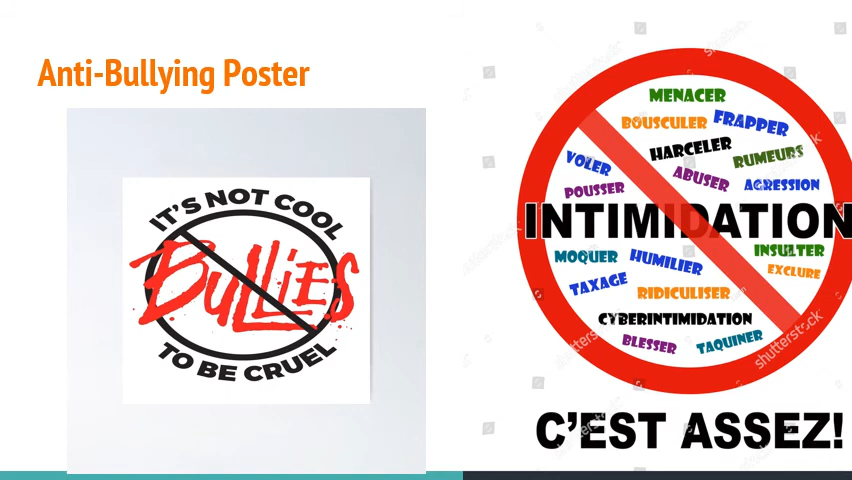 Anti-Bullying Poster
IT'S NOT COOL
BULLiES
TO BE CRUEL
MENACER
BOUSCULER
FRAPPER
HARCELER
RUMEURS
VOLER
ABUSER
AGRESSION
POUSSER
INTIMIDATION
MOQUER
HUMILIER
INSULTER
EXCLURE
TAXAGE
RIDICULISER
CYBERINTIMIDATION
BLESSER
TAQUINER
shutterstock
C'EST ASSEZ!